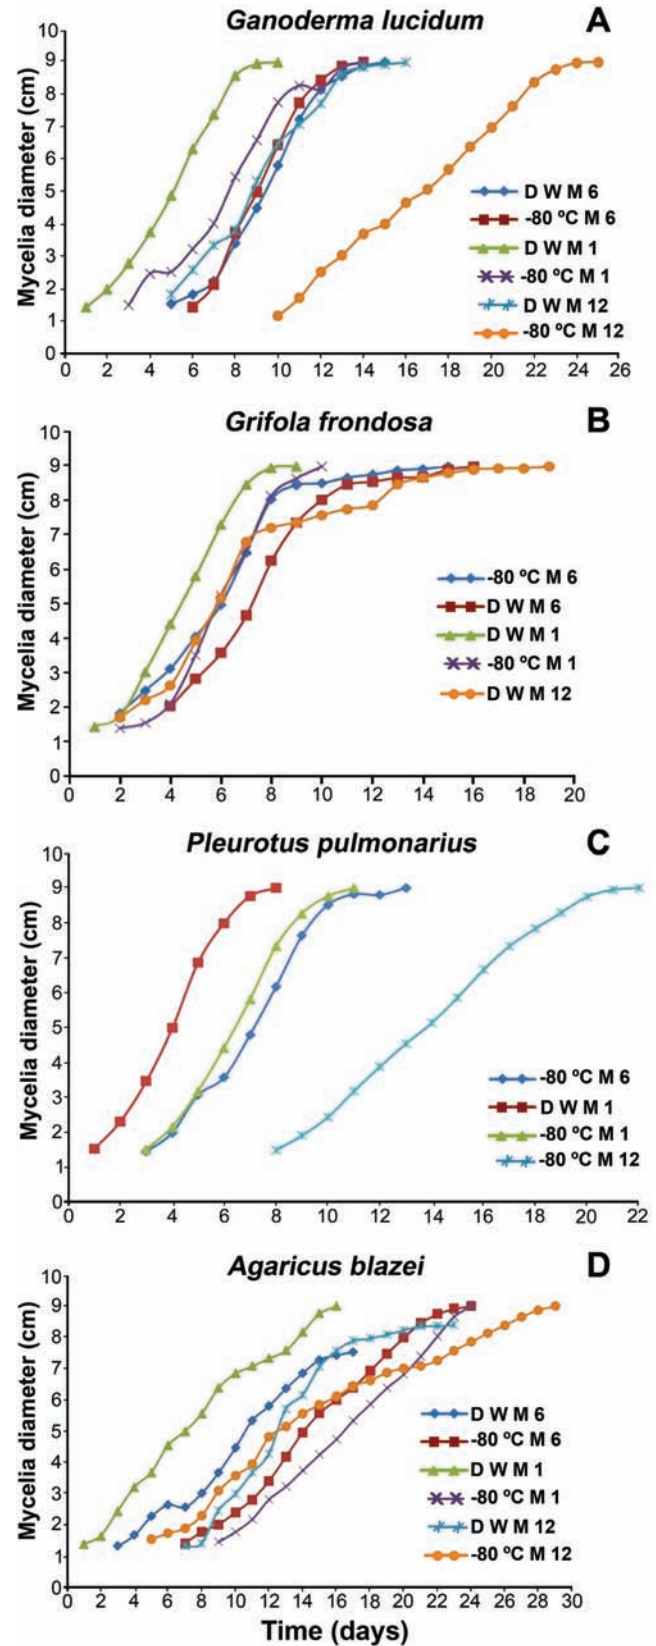 Ganoderma lucidum
A
Mycelia diameter (cm)
10
9
8
7
6
5
4
3
2
1
0
0 2 4 6 8 10 12 14 16 18 20 22 24 26
D W M 6
-80 ºC M 6
D W M 1
-80 ºC M 1
D W M 12
-80 ºC M 12
Grifola frondosa
B
Mycelia diameter (cm)
10
9
8
7
6
5
4
3
2
1
0
0 2 4 6 8 10 12 14 16 18 20
-80 ºC M 6
D W M 6
D W M 1
-80 ºC M 1
D W M 12
Pleurotus pulmonarius
C
Mycelia diameter (cm)
10
9
8
7
6
5
4
3
2
1
0
0 2 4 6 8 10 12 14 16 18 20 22
-80 ºC M 6
D W M 1
-80 ºC M 1
-80 ºC M 12
Agaricus blazei
D
Mycelia diameter (cm)
10
9
8
7
6
5
4
3
2
1
0
0 2 4 6 8 10 12 14 16 18 20 22 24 26 28 30
D W M 6
-80 ºC M 6
D W M 1
-80 ºC M 1
D W M 12
-80 ºC M 12
Time (days)